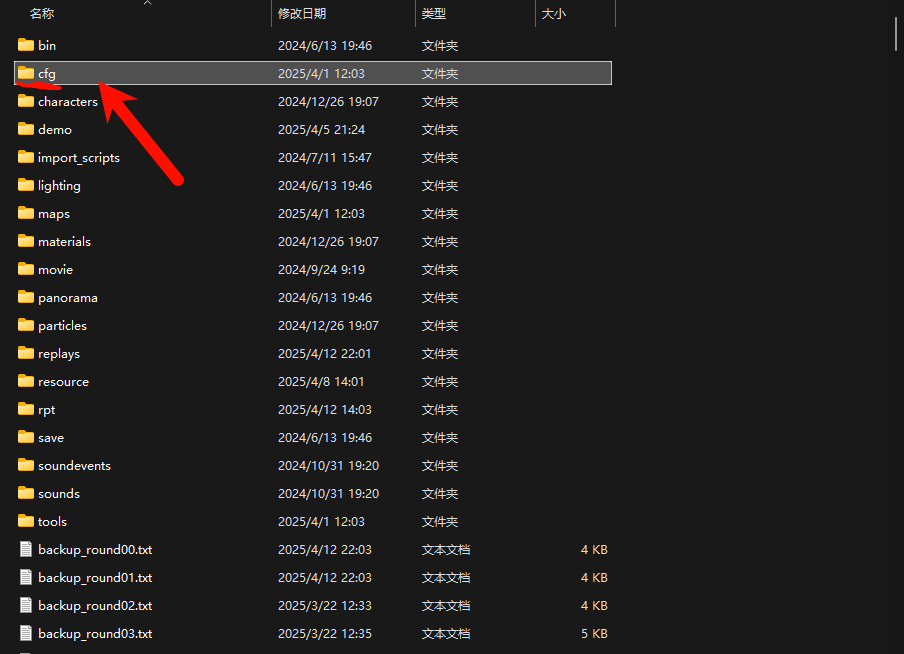 名称 修改日期 类型 大小
bin 2024/6/13 19:46 文件夹
cfg 2025/4/1 12:03 文件夹
characters 2024/12/26 19:07 文件夹
demo 2025/4/5 21:24 文件夹
import_scripts 2024/7/11 15:47 文件夹
lighting 2024/6/13 19:46 文件夹
maps 2025/4/1 12:03 文件夹
materials 2024/12/26 19:07 文件夹
movie 2024/9/24 9:19 文件夹
panorama 2024/6/13 19:46 文件夹
particles 2024/12/26 19:07 文件夹
replays 2025/4/12 22:01 文件夹
resource 2025/4/8 14:01 文件夹
rpt 2025/4/12 14:03 文件夹
save 2024/6/13 19:46 文件夹
soundevents 2024/10/31 19:20 文件夹
sounds 2024/10/31 19:20 文件夹
tools 2025/4/1 12:03 文件夹
backup_round00.txt 2025/4/12 22:03 文本文档 4 KB
backup_round01.txt 2025/4/12 22:03 文本文档 4 KB
backup_round02.txt 2025/3/22 12:33 文本文档 4 KB
backup_round03.txt 2025/3/22 12:35 文本文档 5 KB